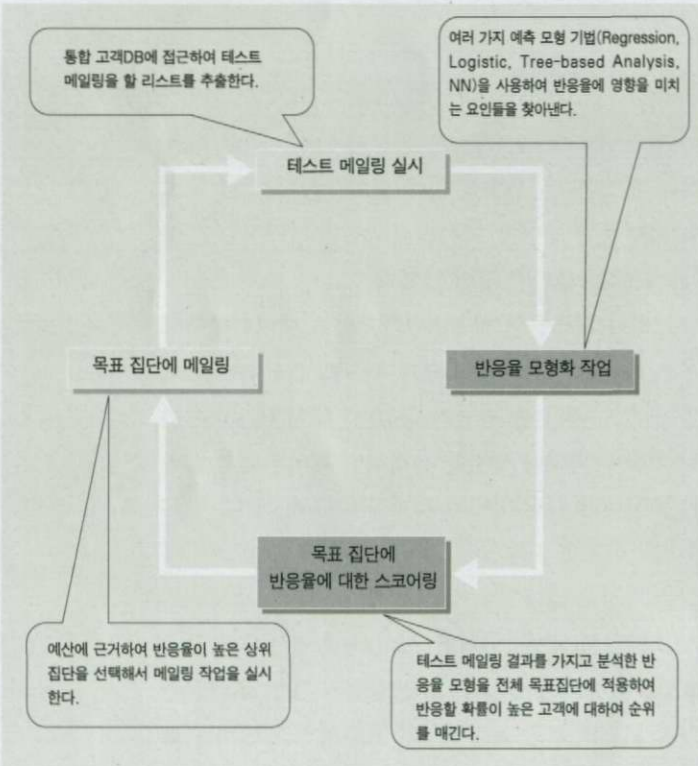 통합 고객DB에 접근하여 테스트
메일링을 할 리스트를 추출한다.
여러 가지 예측 모형 기법(Regression,
Logistic, Tree-based Analysis,
NN)을 사용하여 반응율에 영향을 미치
는 요인들을 찾아낸다.
테스트 메일링 실시
목표 집단에 메일링
반응율 모형화 작업
목표 집단에
반응율에 대한 스코어링
예산에 근거하여 반응율이 높은 상위
집단을 선택해서 메일링 작업을 실시
한다.
테스트 메일링 결과를 가지고 분석한 반
응율 모형을 전체 목표집단에 적용하여
반응할 확률이 높은 고객에 대하여 순위
를 매긴다.